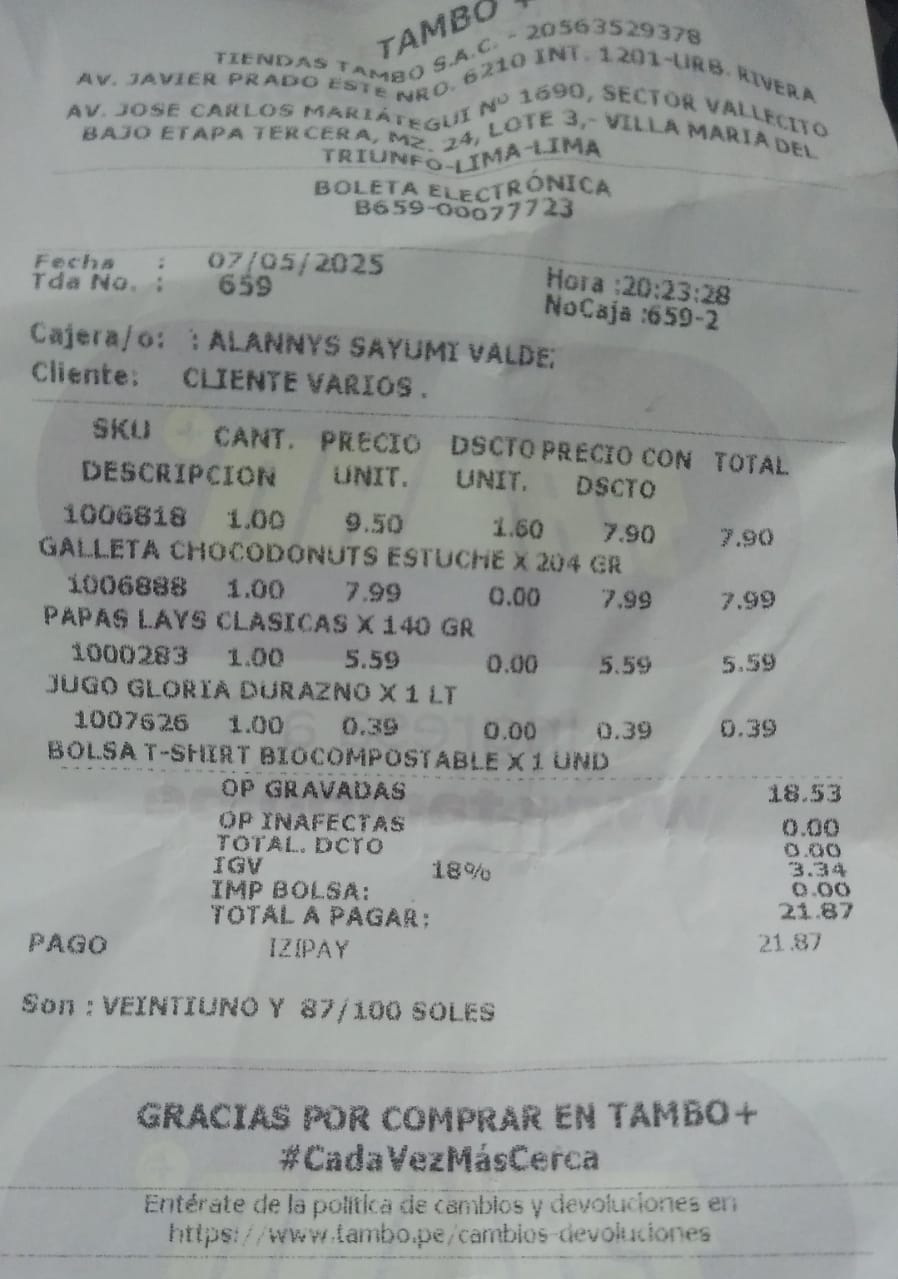 TAMBO +
TIENDAS TAMBO S.A.C. - 20563529378
AV. JAVIER PRADO ESTE NRO. 6210 INT. 1201-URB. RIVERA
AV. JOSE CARLOS MARIÁTEGUI Nº 1690, SECTOR VALLECITO
BAJO ETAPA TERCERA, MZ. 24, LOTE 3,- VILLA MARIA DEL
TRIUNFO-LIMA-LIMA
BOLETA ELECTRÓNICA
B659-00077723
Fecha : 07/05/2025 Hora :20:23:28
Tda No. : 659 NoCaja :659-2
Cajera/o: : ALANNYS SAYUMI VALDE;
Cliente: CLIENTE VARIOS .
SKU CANT. PRECIO DSCTO PRECIO CON TOTAL
DESCRIPCION UNIT. UNIT. DSCTO
1006818 1.00 9.50 1.60 7.90 7.90
GALLETA CHOCODONUTS ESTUCHE X 204 GR
1006888 1.00 7.99 0.00 7.99 7.99
PAPAS LAYS CLASICAS X 140 GR
1000283 1.00 5.59 0.00 5.59 5.59
JUGO GLORIA DURAZNO X 1 LT
1007626 1.00 0.39 0.00 0.39 0.39
BOLSA T-SHIRT BIOCOMPOSTABLE X 1 UND
OP GRAVADAS 18.53
OP INAFECTAS 0.00
TOTAL. DCTO 0.00
IGV 18% 3.34
IMP BOLSA: 0.00
TOTAL A PAGAR: 21.87
PAGO IZIPAY 21.87
Son : VEINTIUNO Y 87/100 SOLES
GRACIAS POR COMPRAR EN TAMBO+
#CadaVezMásCerca
Entérate de la política de cambios y devoluciones en
https://www.tambo.pe/cambios-devoluciones